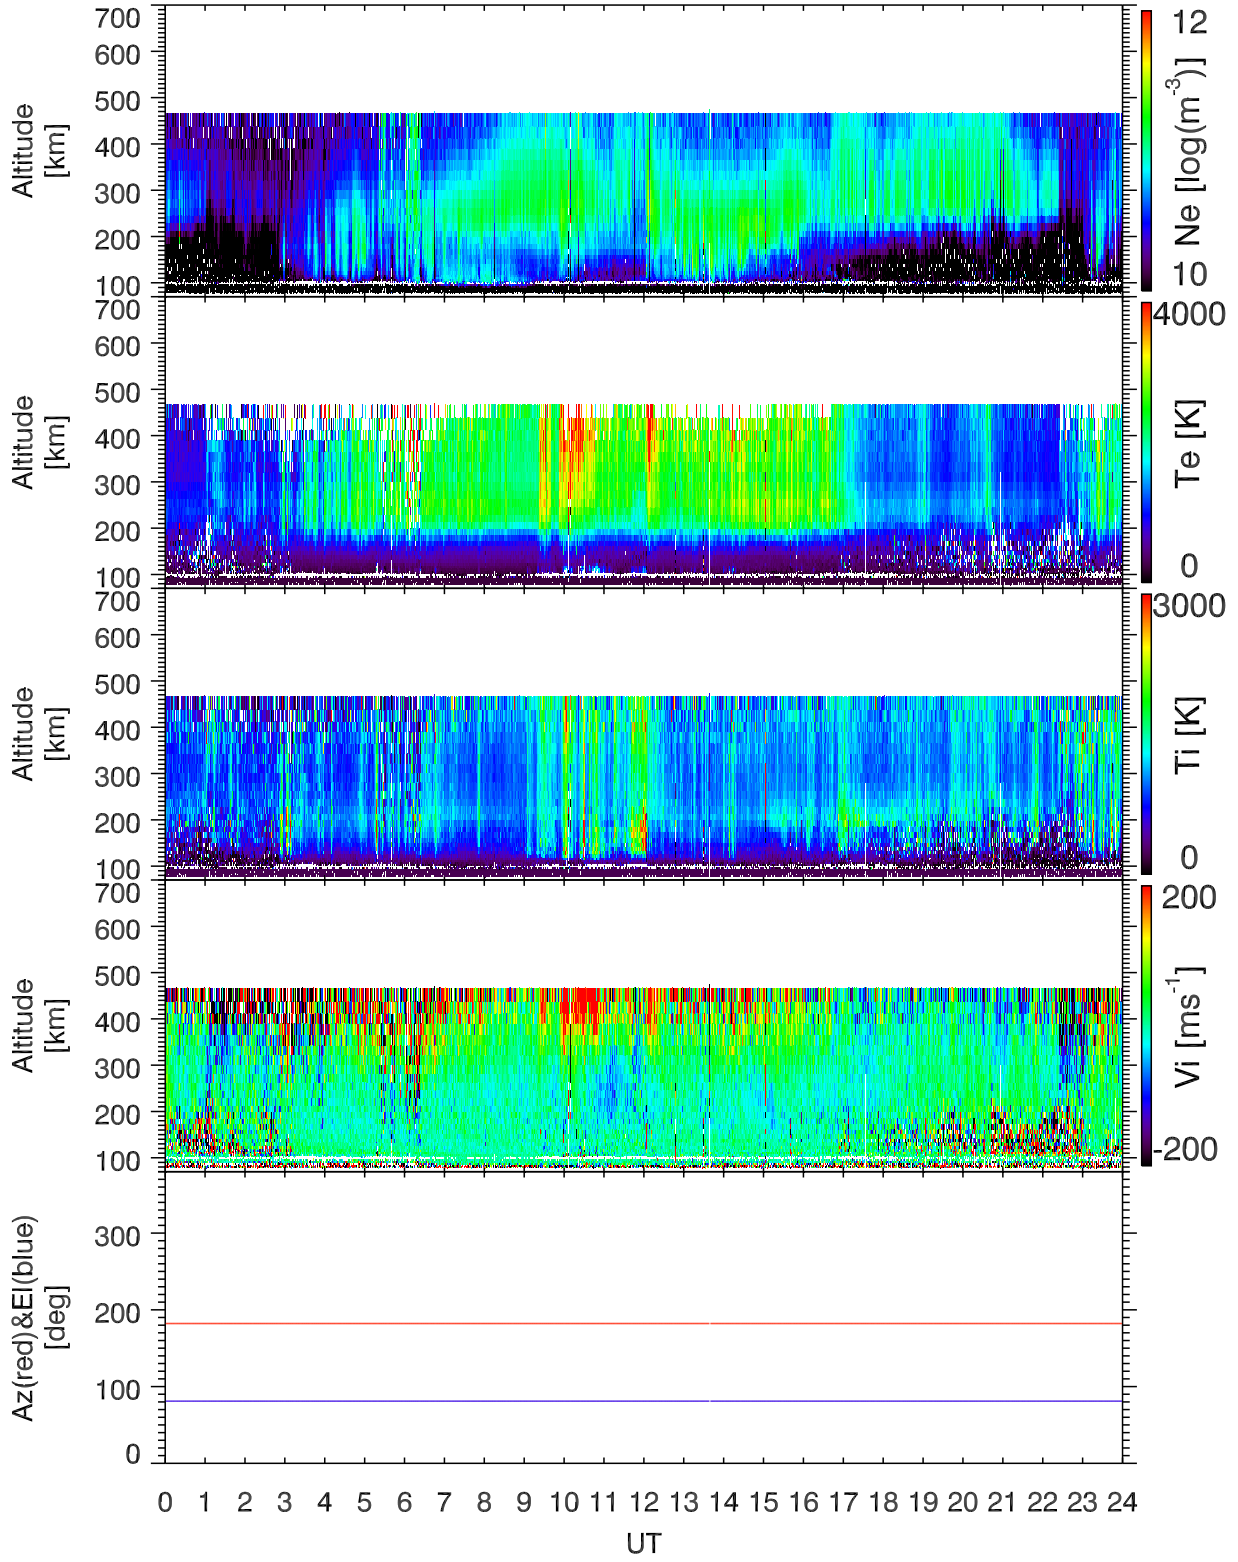 700
600
500
400
300
200
100
Altitude
[km]
12
Ne [log(m⁻³)]
10
700
600
500
400
300
200
100
Altitude
[km]
4000
Te [K]
0
700
600
500
400
300
200
100
Altitude
[km]
3000
Ti [K]
0
700
600
500
400
300
200
100
Altitude
[km]
200
Vi [ms⁻¹]
-200
300
200
100
0
Az(red)&El(blue)
[deg]
0 1 2 3 4 5 6 7 8 9 10 11 12 13 14 15 16 17 18 19 20 21 22 23 24
UT